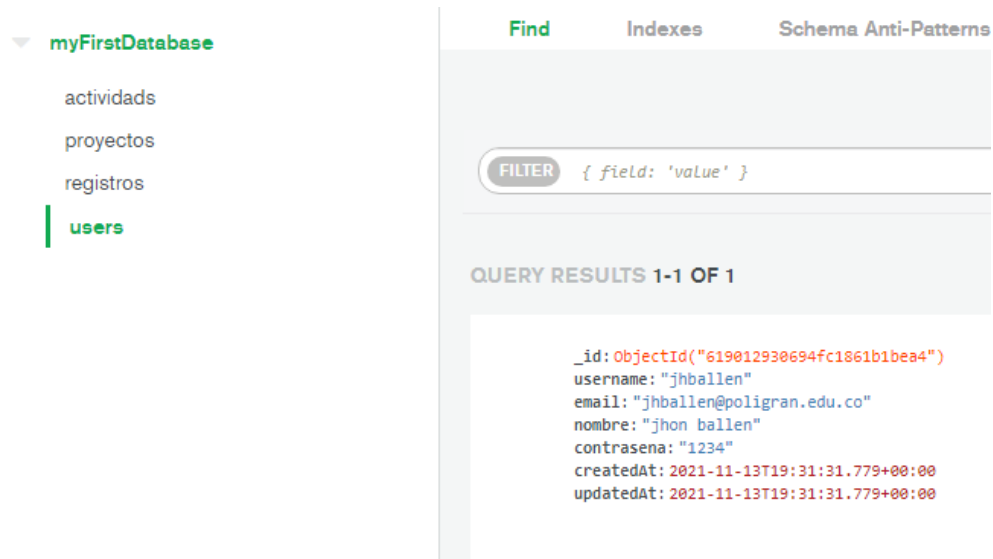 myFirstDatabase
actividads
proyectos
registros
users
Find Indexes Schema Anti-Patterns
FILTER { field: 'value' }
QUERY RESULTS 1-1 OF 1
_id: ObjectId("619012930694fc1861b1bea4")
username: "jhballen"
email: "jhballen@poligran.edu.co"
nombre: "jhon ballen"
contrasena: "1234"
createdAt: 2021-11-13T19:31:31.779+00:00
updatedAt: 2021-11-13T19:31:31.779+00:00